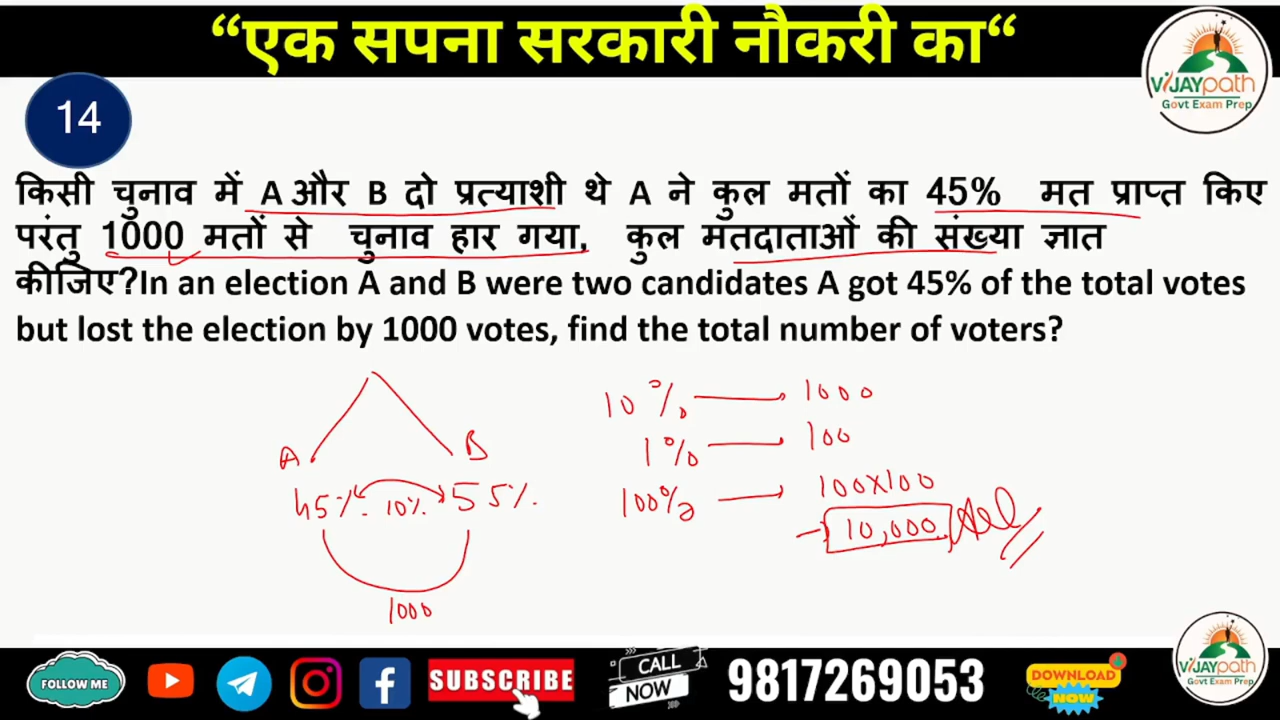 “एक सपना सरकारी नौकरी का“
VIJAYpath
Govt Exam Prep
14
किसी चुनाव में A और B दो प्रत्याशी थे A ने कुल मतों का 45% मत प्राप्त किए
परंतु 1000 मतों से चुनाव हार गया, कुल मतदाताओं की संख्या ज्ञात
कीजिए?In an election A and B were two candidates A got 45% of the total votes
but lost the election by 1000 votes, find the total number of voters?
A B
45% 10% 55%
1000
10% 1000
1% 100
100% 100x100
10,000
FOLLOW ME
SUBSCRIBE
CALL
NOW
9817269053
DOWNLOAD
NOW
VIJAYpath
Govt Exam Prep